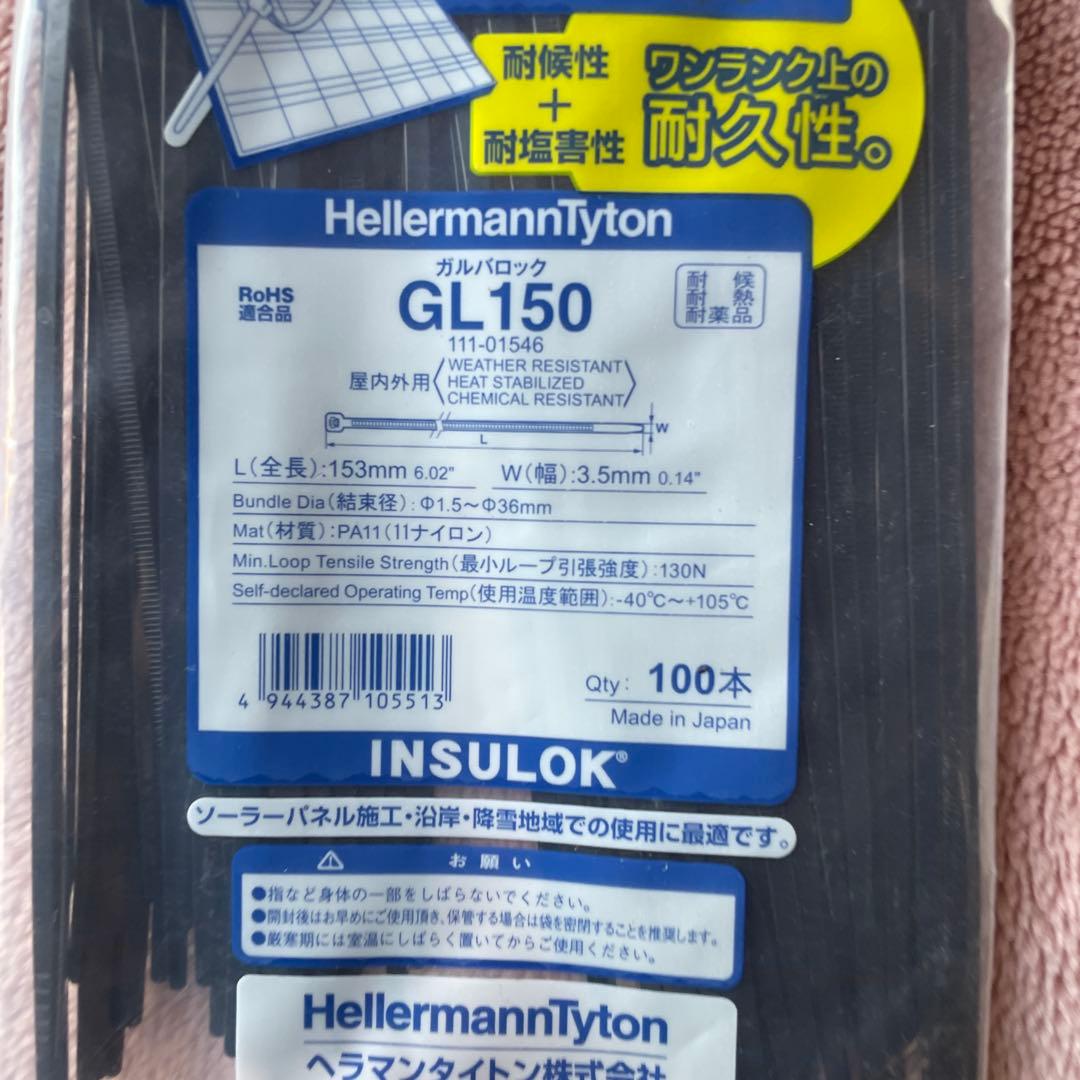 耐候性
+
耐塩害性
ワンランク上の
耐久性。
HellermannTyton
ガルバロック
RoHS
適合品
GL150
111-01546
耐候
耐熱
耐薬品
屋内外用
WEATHER RESISTANT
HEAT STABILIZED
CHEMICAL RESISTANT
W
L
L(全長):153mm 6.02" W(幅):3.5mm 0.14"
Bundle Dia(結束径):Φ1.5～Φ36mm
Mat(材質):PA11(11ナイロン)
Min.Loop Tensile Strength(最小ループ引張強度):130N
Self-declared Operating Temp(使用温度範囲):-40℃～+105℃
4 944387 105513
Qty: 100本
Made in Japan
INSULOK®
ソーラーパネル施工・沿岸・降雪地域での使用に最適です。
お願い
●指など身体の一部をしばらないでください。
●開封後はお早めにご使用頂き、保管する場合は袋を密閉することを推奨します。
●厳寒期には室温にしばらく置いてからご使用ください。
HellermannTyton
ヘラマンタイトン株式会社